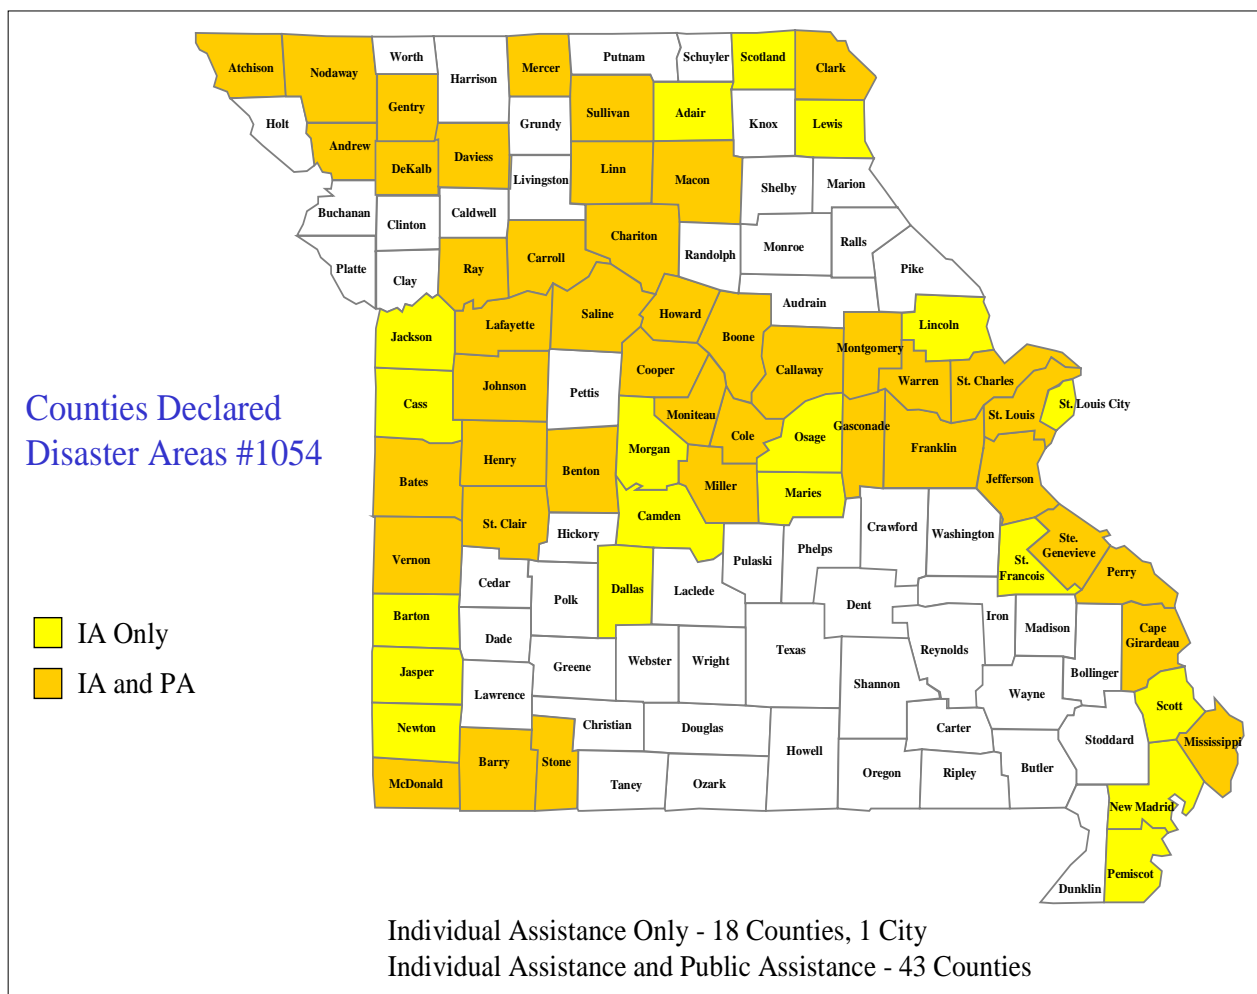 Worth
Putnam
Schuyler
Scotland
Atchison
Nodaway
Harrison
Mercer
Clark
Gentry
Sullivan
Adair
Holt
Grundy
Knox
Lewis
Andrew
DeKalb
Daviess
Linn
Macon
Livingston
Shelby
Marion
Buchanan
Clinton
Caldwell
Chariton
Randolph
Monroe
Ralls
Platte
Clay
Ray
Carroll
Pike
Audrain
Jackson
Lafayette
Saline
Howard
Boone
Lincoln
Montgomery
Callaway
Cooper
Warren
St. Charles
Johnson
Pettis
Cass
Counties Declared
Disaster Areas #1054
Moniteau
Cole
Osage
Gasconade
St. Louis
St. Louis City
Henry
Benton
Morgan
Franklin
Bates
Miller
Maries
Jefferson
St. Clair
Camden
Hickory
Crawford
Washington
Vernon
Cedar
Pulaski
Phelps
St.
Francois
Ste.
Genevieve
Perry
Polk
Dallas
Laclede
Dent
Barton
Dade
Iron
Madison
Cape
Girardeau
IA Only
IA and PA
Jasper
Greene
Webster
Wright
Texas
Reynolds
Bollinger
Lawrence
Shannon
Wayne
Scott
Newton
Christian
Douglas
Carter
Stoddard
Mississippi
McDonald
Barry
Stone
Taney
Ozark
Howell
Oregon
Ripley
Butler
New Madrid
Dunklin
Pemiscot
Individual Assistance Only - 18 Counties, 1 City
Individual Assistance and Public Assistance - 43 Counties